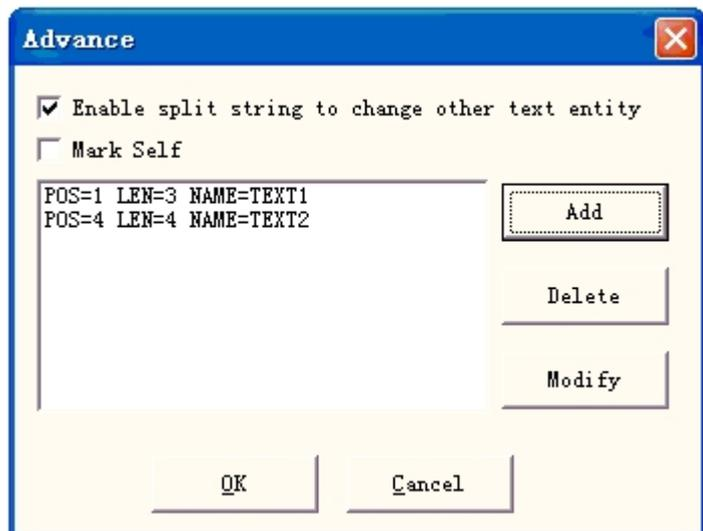 Advance
Enable split string to change other text entity
Mark Self
POS=1 LEN=3 NAME=TEXT1
POS=4 LEN=4 NAME=TEXT2
Add
Delete
Modify
OK
Cancel